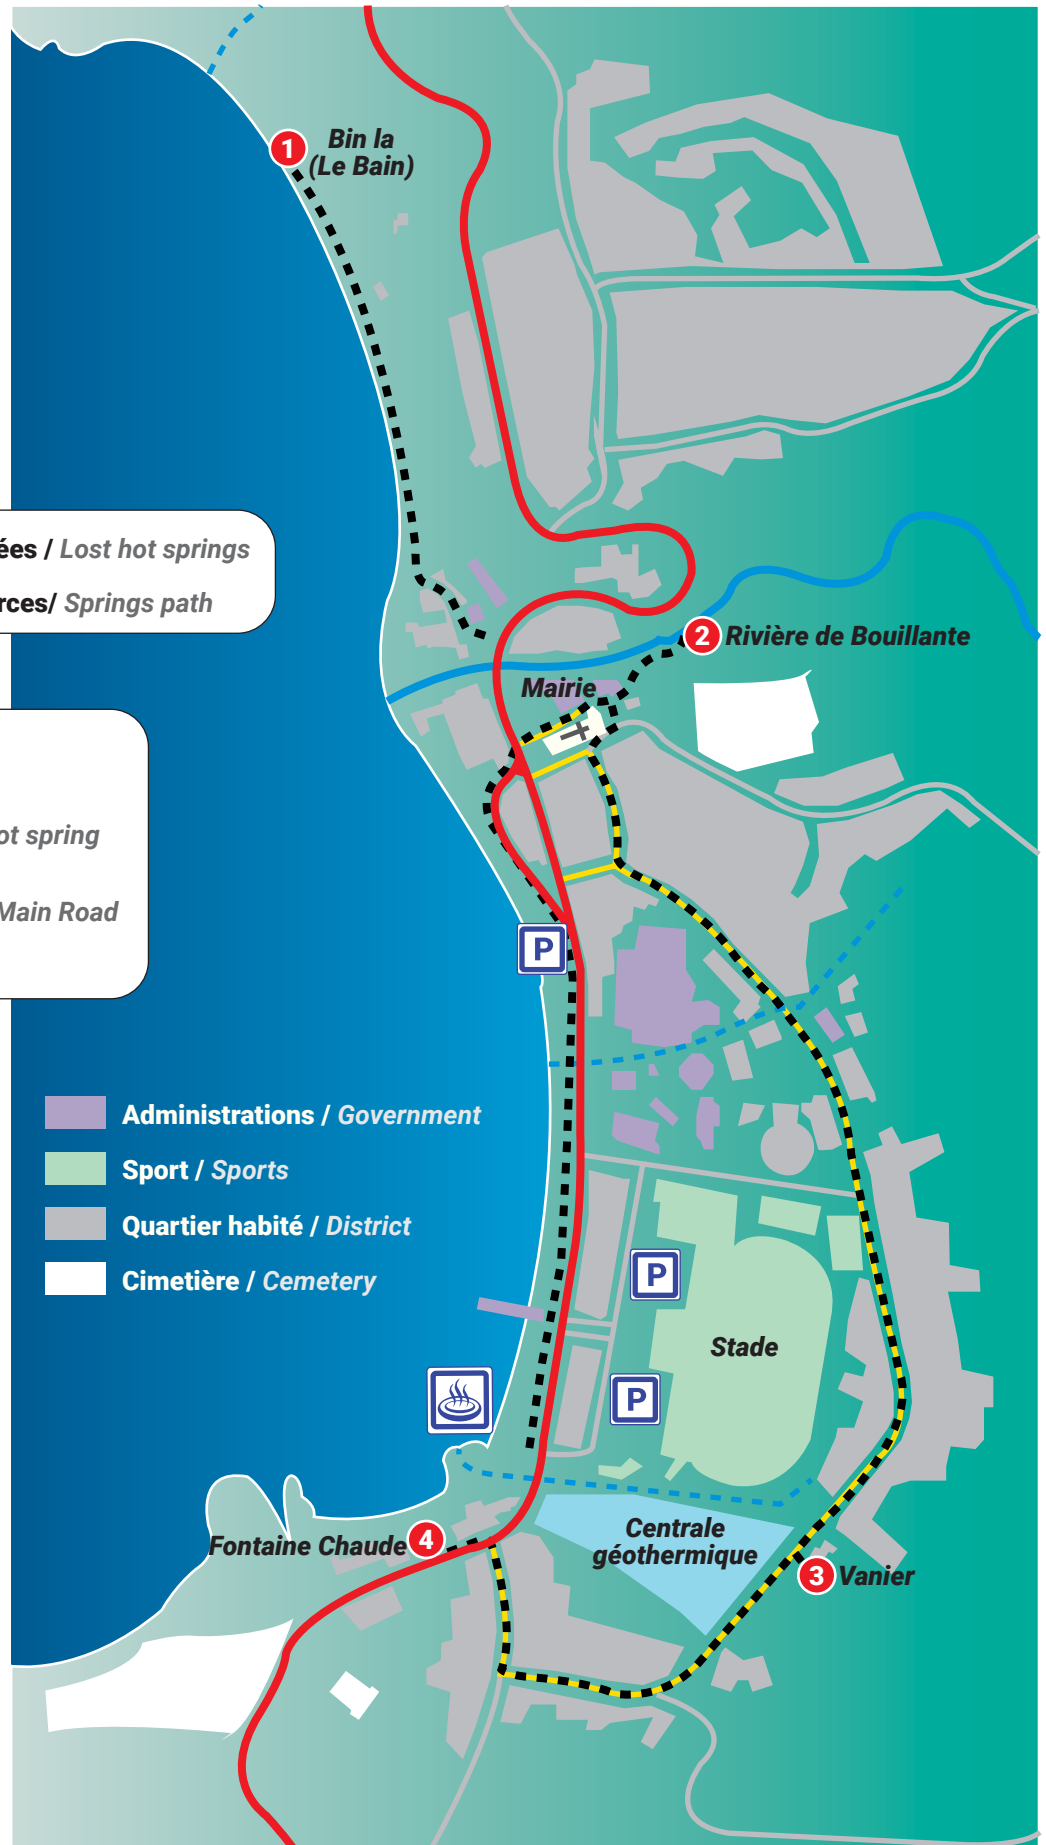 1
Bin la
(Le Bain)
ées / Lost hot springs
rces/ Springs path
2
Rivière de Bouillante
Mairie
ot spring
Main Road
P
Administrations / Government
Sport / Sports
Quartier habité / District
Cimetière / Cemetery
P
Stade
P
Centrale
géothermique
Fontaine Chaude
4
3
Vanier